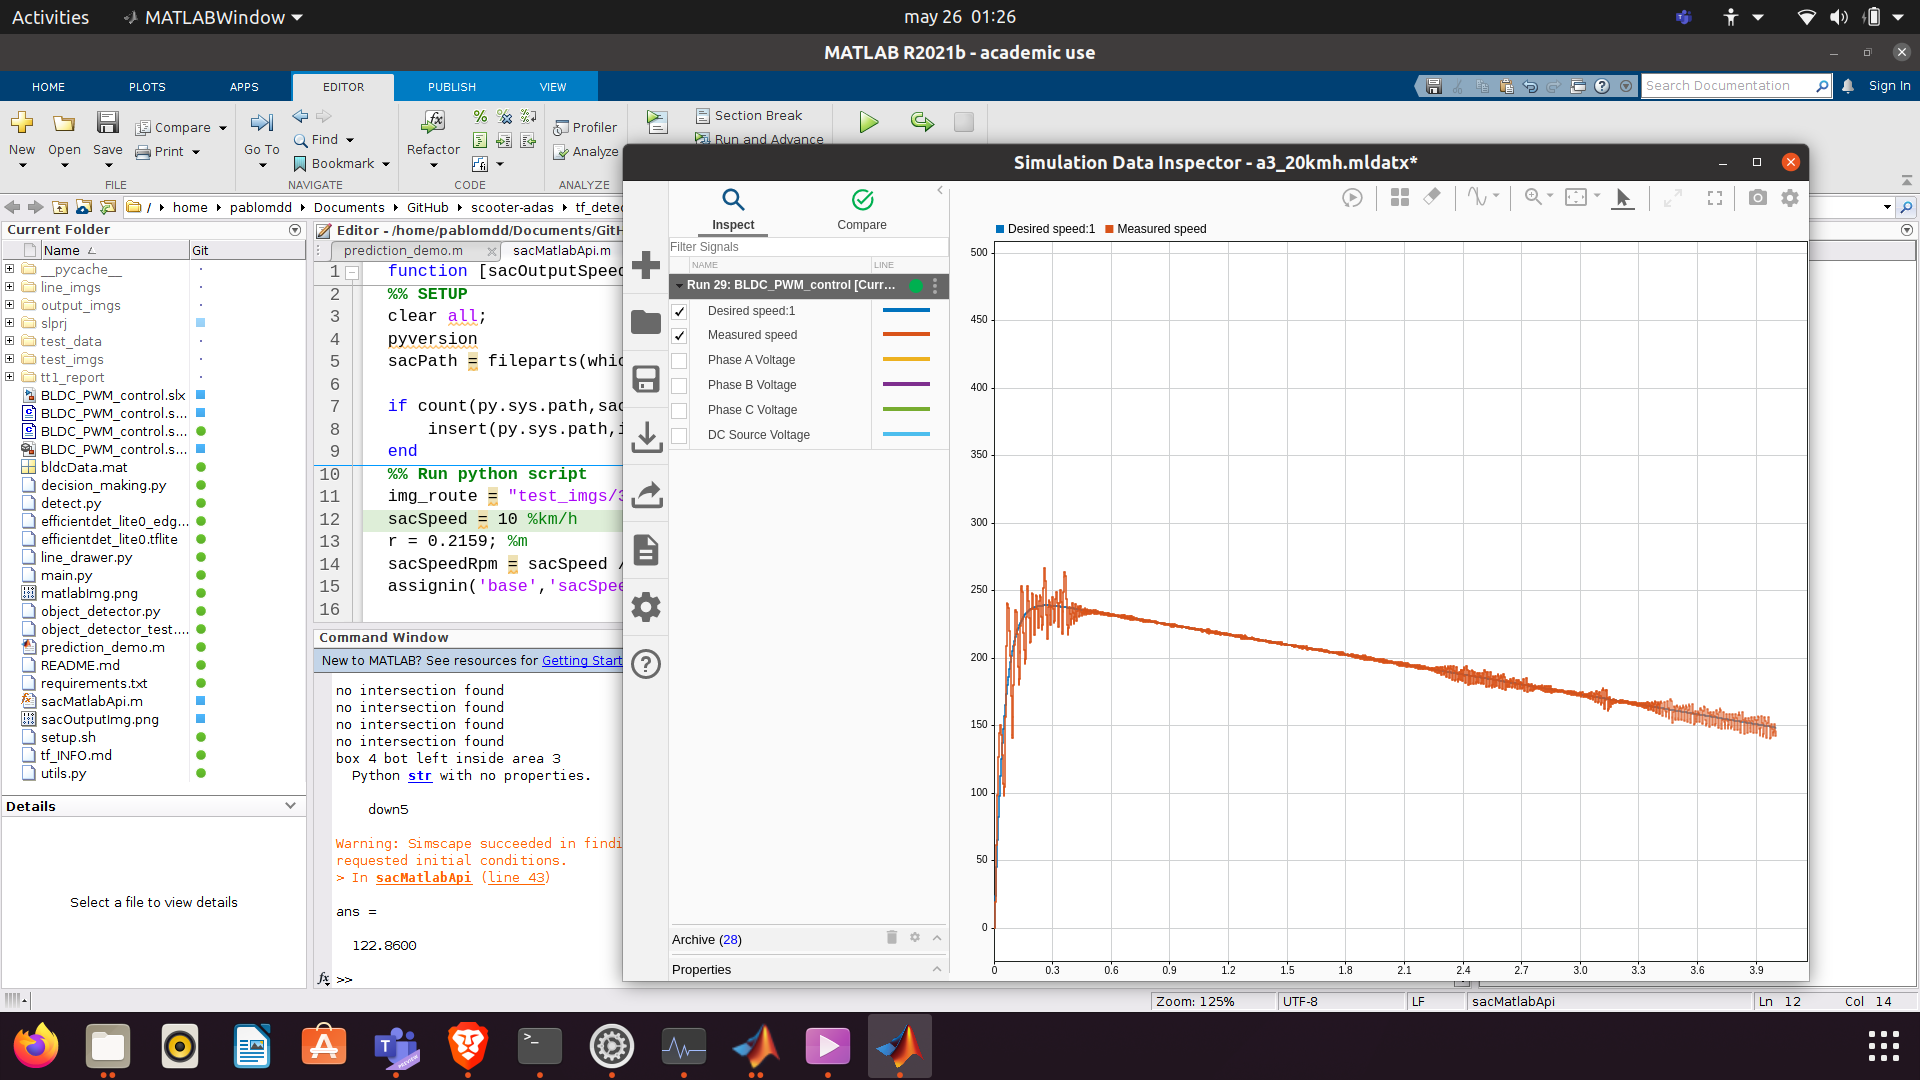 Activities
MATLABWindow
may 26 01:26
MATLAB R2021b - academic use
HOME
PLOTS
APPS
EDITOR
PUBLISH
VIEW
Search Documentation
Sign In
New
Open
Save
Compare
Print
FILE
Go To
Find
Bookmark
NAVIGATE
Refactor
CODE
Profiler
Analyze
ANALYZE
Section Break
Run and Advance
/ home pablomdd Documents GitHub scooter-adas tf_detec
Current Folder
Name
Git
__pycache__
line_imgs
output_imgs
slprj
test_data
test_imgs
tt1_report
BLDC_PWM_control.slx
BLDC_PWM_control.s...
BLDC_PWM_control.s...
BLDC_PWM_control.s...
bldcData.mat
decision_making.py
detect.py
efficientdet_lite0_edg...
efficientdet_lite0.tflite
line_drawer.py
main.py
matlabImg.png
object_detector.py
object_detector_test....
prediction_demo.m
README.md
requirements.txt
sacMatlabApi.m
sacOutputImg.png
setup.sh
tf_INFO.md
utils.py
Details
Select a file to view details
Editor - /home/pablomdd/Documents/GitH
prediction_demo.m
sacMatlabApi.m
1 function [sacOutputSpeed
2 %% SETUP
3 clear all;
4 pyversion
5 sacPath = fileparts(whic
6
7 if count(py.sys.path,sac
8 insert(py.sys.path,i
9 end
10 %% Run python script
11 img_route = "test_imgs/3
12 sacSpeed = 10 %km/h
13 r = 0.2159; %m
14 sacSpeedRpm = sacSpeed /
15 assignin('base','sacSpee
16
Command Window
New to MATLAB? See resources for Getting Start
no intersection found
no intersection found
no intersection found
no intersection found
box 4 bot left inside area 3
Python str with no properties.
down5
Warning: Simscape succeeded in findi
requested initial conditions.
> In sacMatlabApi (line 43)
ans =
122.8600
fx >>
Simulation Data Inspector - a3_20kmh.mldatx*
Inspect
Compare
Filter Signals
NAME
LINE
Run 29: BLDC_PWM_control [Curr...
Desired speed:1
Measured speed
Phase A Voltage
Phase B Voltage
Phase C Voltage
DC Source Voltage
Archive (28)
Properties
Desired speed:1 Measured speed
500
450
400
350
300
250
200
150
100
50
0
0 0.3 0.6 0.9 1.2 1.5 1.8 2.1 2.4 2.7 3.0 3.3 3.6 3.9
Zoom: 125%
UTF-8
LF
sacMatlabApi
Ln 12 Col 14